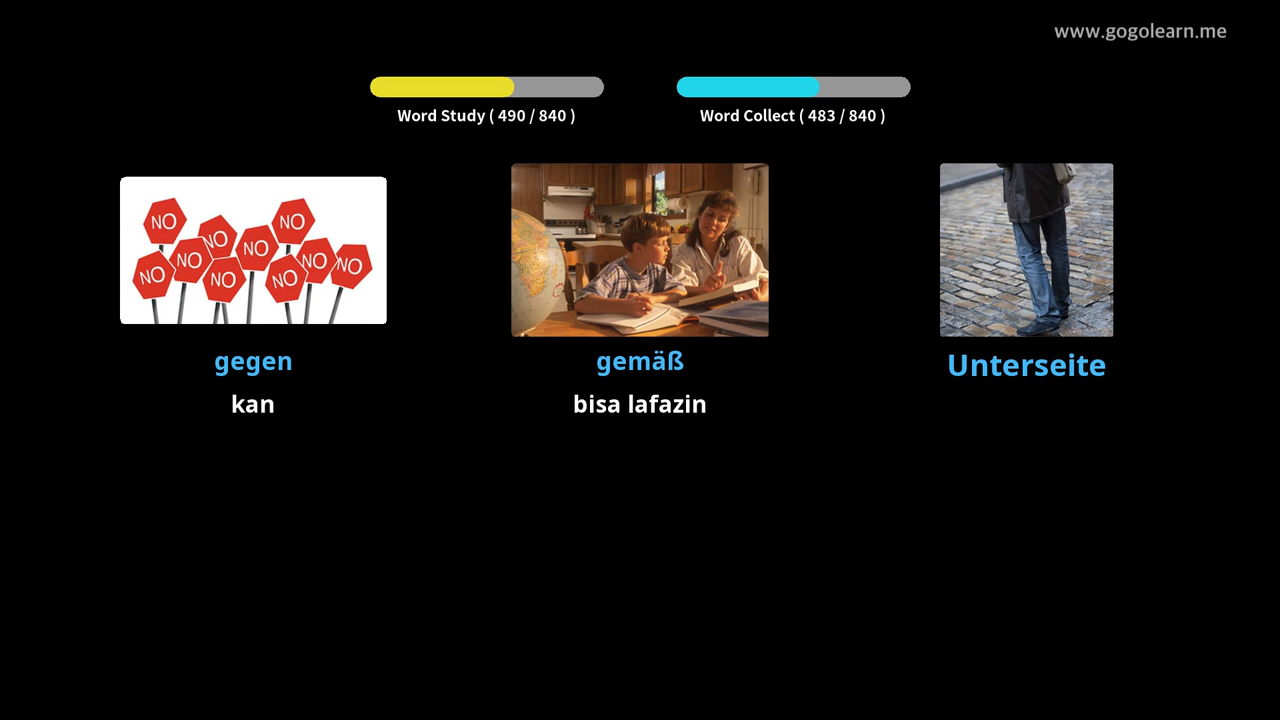 www.gogolearn.me
Word Study ( 490 / 840 )
Word Collect ( 483 / 840 )
NO
NO
NO
NO
NO
NO
NO
NO
NO
NO
gegen
gemäß
Unterseite
kan
bisa lafazin